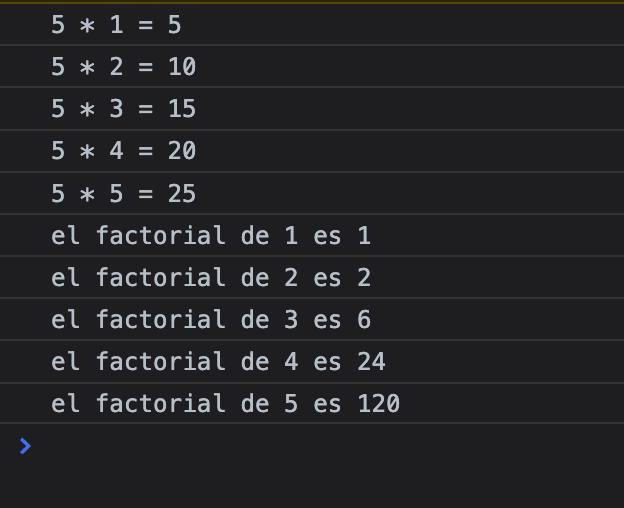 5 * 1 = 5
5 * 2 = 10
5 * 3 = 15
5 * 4 = 20
5 * 5 = 25
el factorial de 1 es 1
el factorial de 2 es 2
el factorial de 3 es 6
el factorial de 4 es 24
el factorial de 5 es 120